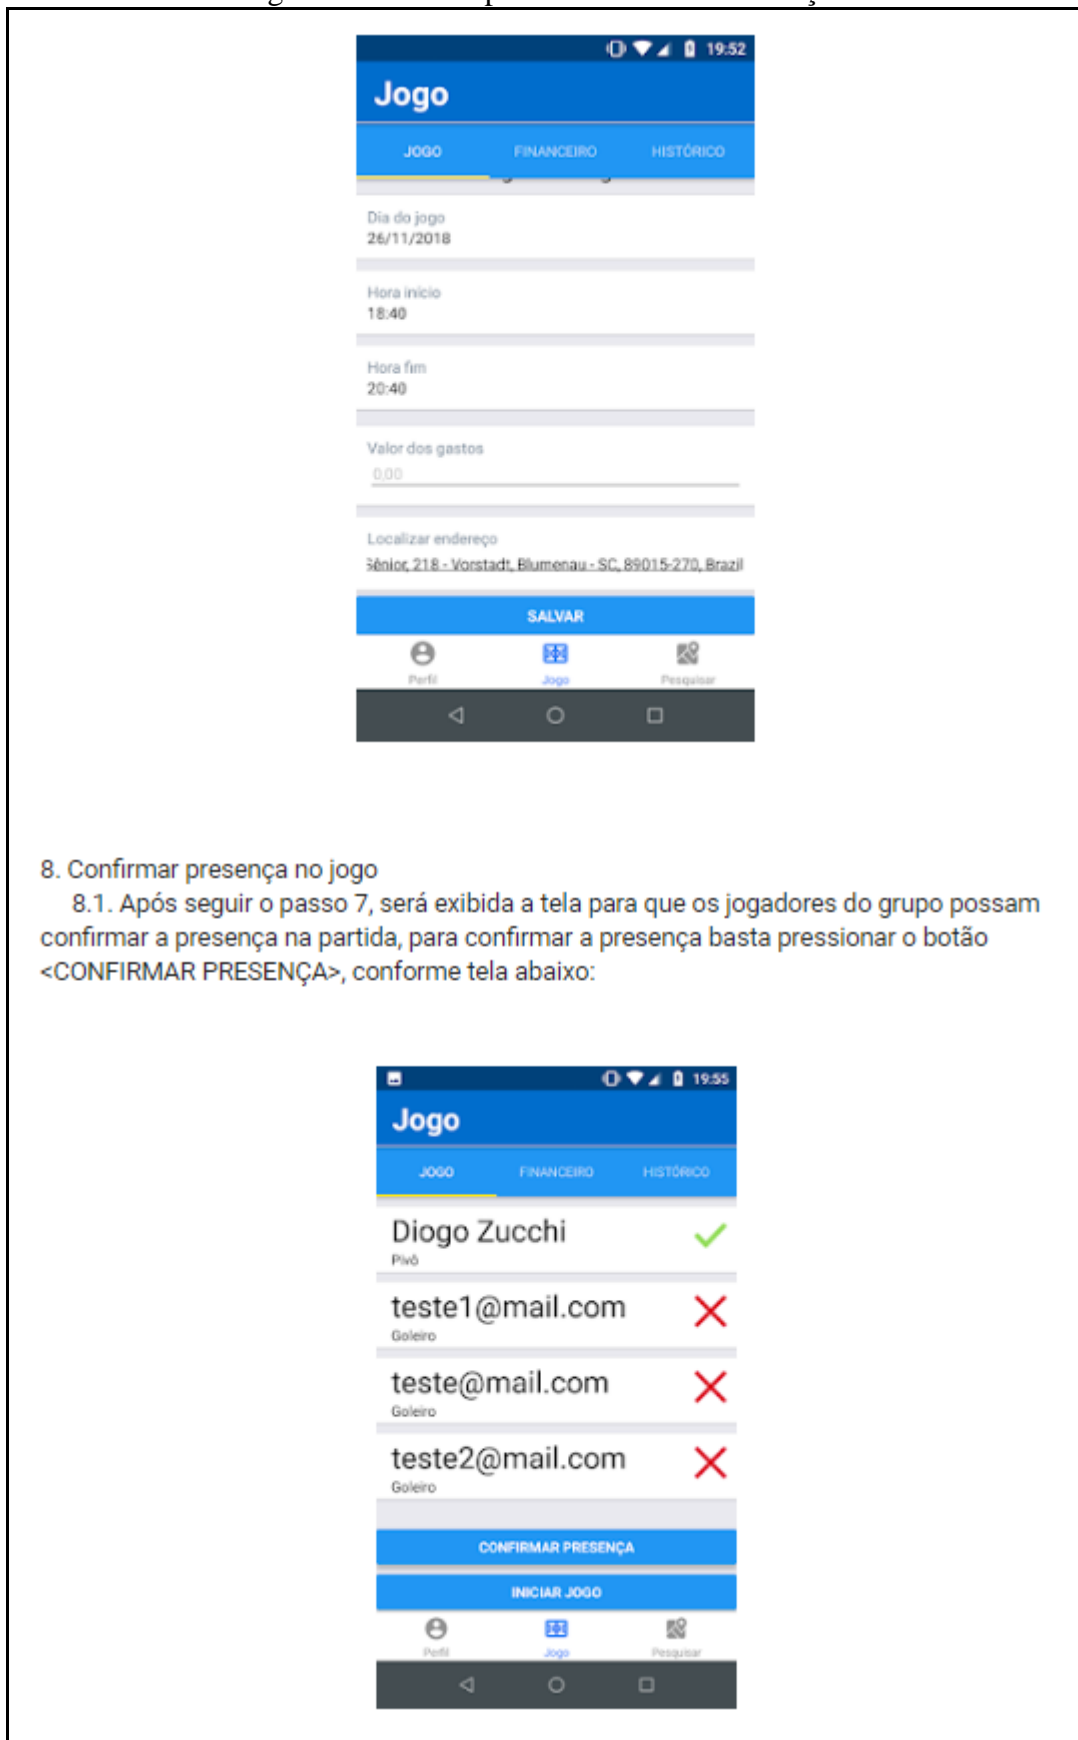 19:52
Jogo
JOGO FINANCEIRO HISTÓRICO
Dia do jogo
26/11/2018
Hora início
18:40
Hora fim
20:40
Valor dos gastos
0,00
Localizar endereço
Sênior, 218 - Vorstadt, Blumenau - SC, 89015-270, Brazil
SALVAR
Perfil Jogo Pesquisar
8. Confirmar presença no jogo
8.1. Após seguir o passo 7, será exibida a tela para que os jogadores do grupo possam
confirmar a presença na partida, para confirmar a presença basta pressionar o botão
<CONFIRMAR PRESENÇA>, conforme tela abaixo:
19:55
Jogo
JOGO FINANCEIRO HISTÓRICO
Diogo Zucchi
Pivô
teste1@mail.com
Goleiro
teste@mail.com
Goleiro
teste2@mail.com
Goleiro
CONFIRMAR PRESENÇA
INICIAR JOGO
Perfil Jogo Pesquisar